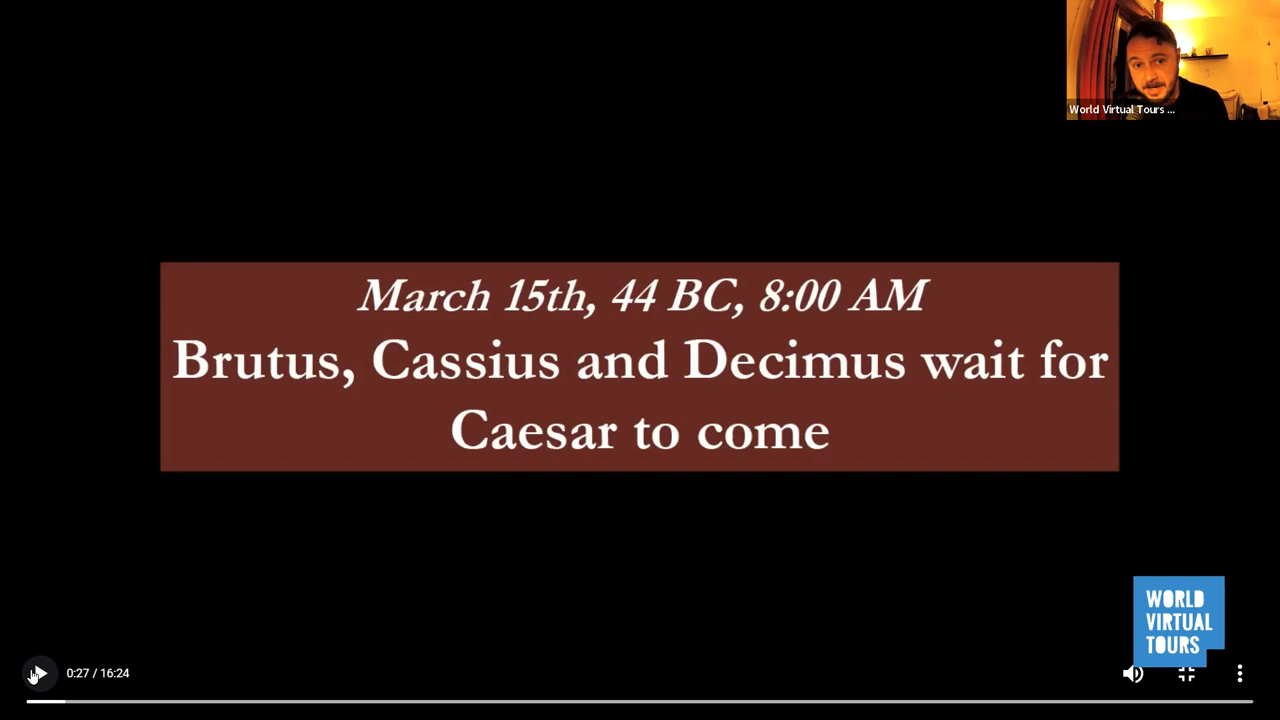 World Virtual Tours ...
March 15th, 44 BC, 8:00 AM
Brutus, Cassius and Decimus wait for
Caesar to come
WORLD
VIRTUAL
TOURS
0:27 / 16:24